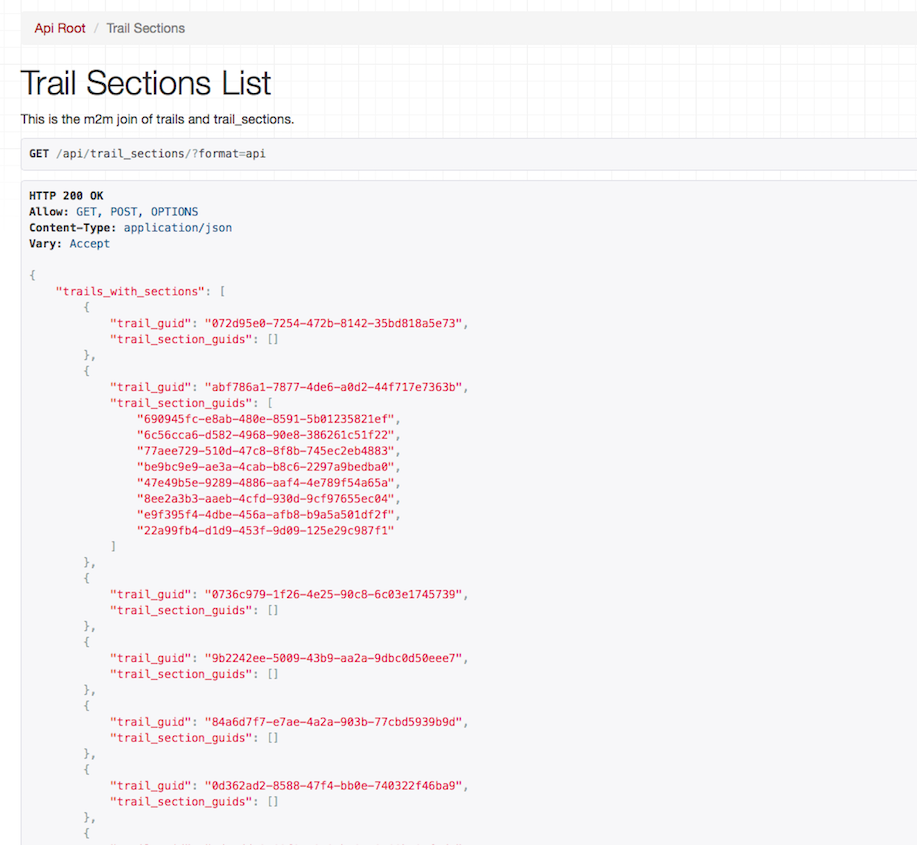 Api Root / Trail Sections
Trail Sections List
This is the m2m join of trails and trail_sections.
GET /api/trail_sections/?format=api
HTTP 200 OK
Allow: GET, POST, OPTIONS
Content-Type: application/json
Vary: Accept
{
"trails_with_sections": [
{
"trail_guid": "072d95e0-7254-472b-8142-35bd818a5e73",
"trail_section_guids": []
},
{
"trail_guid": "abf786a1-7877-4de6-a0d2-44f717e7363b",
"trail_section_guids": [
"690945fc-e8ab-480e-8591-5b01235821ef",
"6c56cca6-d582-4968-90e8-386261c51f22",
"77aee729-510d-47c8-8f8b-745ec2eb4883",
"be9bc9e9-ae3a-4cab-b8c6-2297a9bedba0",
"47e49b5e-9289-4886-aaf4-4e789f54a65a",
"8ee2a3b3-aaeb-4cfd-930d-9cf97655ec04",
"e9f395f4-4dbe-456a-afb8-b9a5a501df2f",
"22a99fb4-d1d9-453f-9d09-125e29c987f1"
]
},
{
"trail_guid": "0736c979-1f26-4e25-90c8-6c03e1745739",
"trail_section_guids": []
},
{
"trail_guid": "9b2242ee-5009-43b9-aa2a-9dbc0d50eee7",
"trail_section_guids": []
},
{
"trail_guid": "84a6d7f7-e7ae-4a2a-903b-77cbd5939b9d",
"trail_section_guids": []
},
{
"trail_guid": "0d362ad2-8588-47f4-bb0e-740322f46ba9",
"trail_section_guids": []
},
{